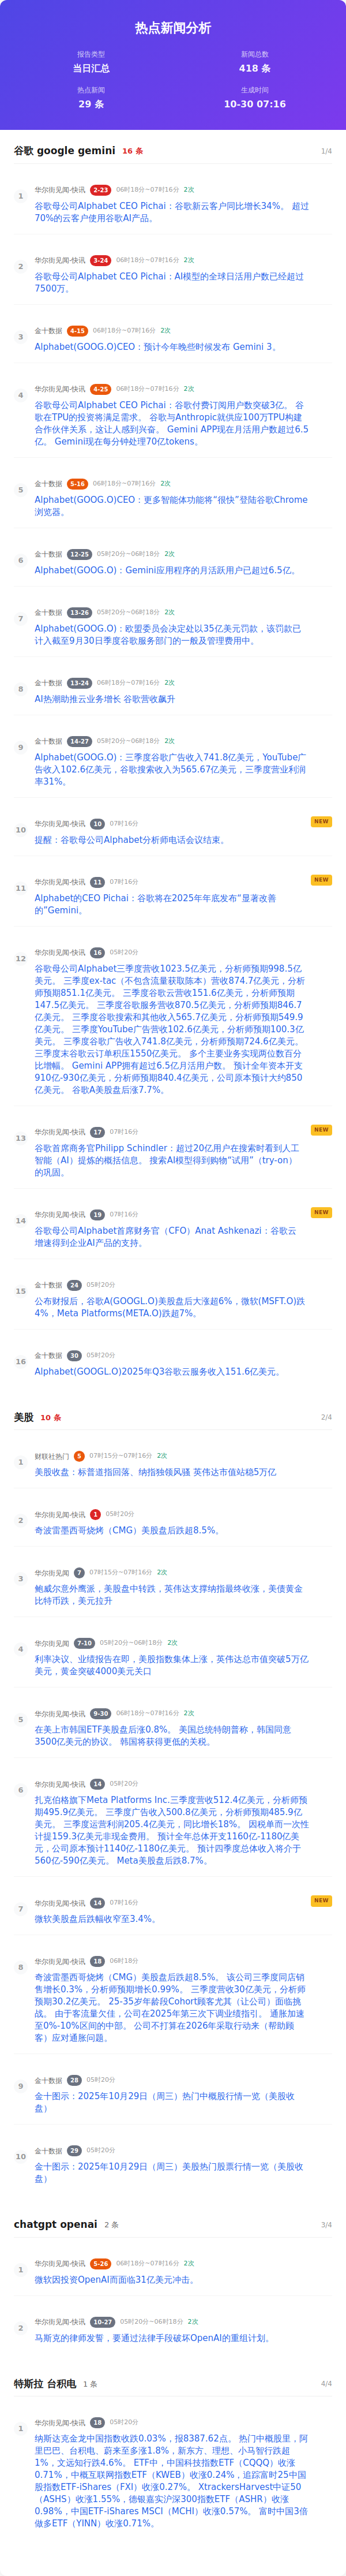 热点新闻分析
报告类型
新闻总数
当日汇总
418 条
热点新闻
生成时间
29 条
10-30 07:16
谷歌 google gemini 16 条 1/4
1 华尔街见闻-快讯 2-23 06时18分~07时16分 2次
谷歌母公司Alphabet CEO Pichai：谷歌新云客户同比增长34%。 超过
70%的云客户使用谷歌AI产品。
2 华尔街见闻-快讯 3-24 06时18分~07时16分 2次
谷歌母公司Alphabet CEO Pichai：AI模型的全球日活用户数已经超过
7500万。
3 金十数据 4-15 06时18分~07时16分 2次
Alphabet(GOOG.O)CEO：预计今年晚些时候发布 Gemini 3。
4 华尔街见闻-快讯 4-25 06时18分~07时16分 2次
谷歌母公司Alphabet CEO Pichai：谷歌付费订阅用户数突破3亿。 谷
歌在TPU的投资将满足需求。 谷歌与Anthropic就供应100万TPU构建
合作伙伴关系，这让人感到兴奋。 Gemini APP现在月活用户数超过6.5
亿。 Gemini现在每分钟处理70亿tokens。
5 金十数据 5-16 06时18分~07时16分 2次
Alphabet(GOOG.O)CEO：更多智能体功能将“很快”登陆谷歌Chrome
浏览器。
6 金十数据 12-25 05时20分~06时18分 2次
Alphabet(GOOG.O)：Gemini应用程序的月活跃用户已超过6.5亿。
7 金十数据 13-26 05时20分~06时18分 2次
Alphabet(GOOG.O)：欧盟委员会决定处以35亿美元罚款，该罚款已
计入截至9月30日季度谷歌服务部门的一般及管理费用中。
8 金十数据 13-24 06时18分~07时16分 2次
AI热潮助推云业务增长 谷歌营收飙升
9 金十数据 14-27 05时20分~06时18分 2次
Alphabet(GOOG.O)：三季度谷歌广告收入741.8亿美元，YouTube广
告收入102.6亿美元，谷歌搜索收入为565.67亿美元，三季度营业利润
率31%。
10 华尔街见闻-快讯 10 07时16分 NEW
提醒：谷歌母公司Alphabet分析师电话会议结束。
11 华尔街见闻-快讯 11 07时16分 NEW
Alphabet的CEO Pichai：谷歌将在2025年年底发布“显著改善
的”Gemini。
12 华尔街见闻-快讯 16 05时20分
谷歌母公司Alphabet三季度营收1023.5亿美元，分析师预期998.5亿
美元。 三季度ex-tac（不包含流量获取陈本）营收874.7亿美元，分析
师预期851.1亿美元。 三季度谷歌云营收151.6亿美元，分析师预期
147.5亿美元。 三季度谷歌服务营收870.5亿美元，分析师预期846.7
亿美元。 三季度谷歌搜索和其他收入565.7亿美元，分析师预期549.9
亿美元。 三季度YouTube广告营收102.6亿美元，分析师预期100.3亿
美元。 三季度谷歌广告收入741.8亿美元，分析师预期724.6亿美元。
三季度末谷歌云订单积压1550亿美元。 多个主要业务实现两位数百分
比增幅。 Gemini APP拥有超过6.5亿月活用户数。 预计全年资本开支
910亿-930亿美元，分析师预期840.4亿美元，公司原本预计大约850
亿美元。 谷歌A美股盘后涨7.7%。
13 华尔街见闻-快讯 17 07时16分 NEW
谷歌首席商务官Philipp Schindler：超过20亿用户在搜索时看到人工
智能（AI）提炼的概括信息。 搜索AI模型得到购物“试用”（try-on）
的巩固。
14 华尔街见闻-快讯 19 07时16分 NEW
谷歌母公司Alphabet首席财务官（CFO）Anat Ashkenazi：谷歌云
增速得到企业AI产品的支持。
15 金十数据 24 05时20分
公布财报后，谷歌A(GOOGL.O)美股盘后大涨超6%，微软(MSFT.O)跌
4%，Meta Platforms(META.O)跌超7%。
16 金十数据 30 05时20分
Alphabet(GOOGL.O)2025年Q3谷歌云服务收入151.6亿美元。
美股 10 条 2/4
1 财联社热门 5 07时15分~07时16分 2次
美股收盘：标普道指回落、纳指独领风骚 英伟达市值站稳5万亿
2 华尔街见闻-快讯 1 05时20分
奇波雷墨西哥烧烤（CMG）美股盘后跌超8.5%。
3 华尔街见闻 7 07时15分~07时16分 2次
鲍威尔意外鹰派，美股盘中转跌，英伟达支撑纳指最终收涨，美债黄金
比特币跌，美元拉升
4 华尔街见闻 7-10 05时20分~06时18分 2次
利率决议、业绩报告在即，美股指数集体上涨，英伟达总市值突破5万亿
美元，黄金突破4000美元关口
5 华尔街见闻-快讯 9-30 06时18分~07时16分 2次
在美上市韩国ETF美股盘后涨0.8%。 美国总统特朗普称，韩国同意
3500亿美元的协议。 韩国将获得更低的关税。
6 华尔街见闻-快讯 14 05时20分
扎克伯格旗下Meta Platforms Inc.三季度营收512.4亿美元，分析师预
期495.9亿美元。 三季度广告收入500.8亿美元，分析师预期485.9亿
美元。 三季度运营利润205.4亿美元，同比增长18%。 因税单而一次性
计提159.3亿美元非现金费用。 预计全年总体开支1160亿-1180亿美
元，公司原本预计1140亿-1180亿美元。 预计四季度总体收入将介于
560亿-590亿美元。 Meta美股盘后跌8.7%。
7 华尔街见闻-快讯 14 07时16分 NEW
微软美股盘后跌幅收窄至3.4%。
8 华尔街见闻-快讯 18 06时18分
奇波雷墨西哥烧烤（CMG）美股盘后跌超8.5%。 该公司三季度同店销
售增长0.3%，分析师预期增长0.99%。 三季度营收30亿美元，分析师
预期30.2亿美元。 25-35岁年龄段Cohort顾客尤其（让公司）面临挑
战。 由于客流量欠佳，公司在2025年第三次下调业绩指引。 通胀加速
至0%-10%区间的中部。 公司不打算在2026年采取行动来（帮助顾
客）应对通胀问题。
9 金十数据 28 05时20分
金十图示：2025年10月29日（周三）热门中概股行情一览（美股收
盘）
10 金十数据 29 05时20分
金十图示：2025年10月29日（周三）美股热门股票行情一览（美股收
盘）
chatgpt openai 2 条 3/4
1 华尔街见闻-快讯 5-26 06时18分~07时16分 2次
微软因投资OpenAI而面临31亿美元冲击。
2 华尔街见闻-快讯 10-27 05时20分~06时18分 2次
马斯克的律师发誓，要通过法律手段破坏OpenAI的重组计划。
特斯拉 台积电 1 条 4/4
1 华尔街见闻-快讯 18 05时20分
纳斯达克金龙中国指数收跌0.03%，报8387.62点。 热门中概股里，阿
里巴巴、台积电、蔚来至多涨1.8%，新东方、理想、小马智行跌超
1%，文远知行跌4.6%。 ETF中，中国科技指数ETF（CQQQ）收涨
0.71%，中概互联网指数ETF（KWEB）收涨0.24%，追踪富时25中国
股指数ETF-iShares（FXI）收涨0.27%。 XtrackersHarvest中证50
（ASHS）收涨1.55%，德银嘉实沪深300指数ETF（ASHR）收涨
0.98%，中国ETF-iShares MSCI（MCHI）收涨0.57%。 富时中国3倍
做多ETF（YINN）收涨0.71%。